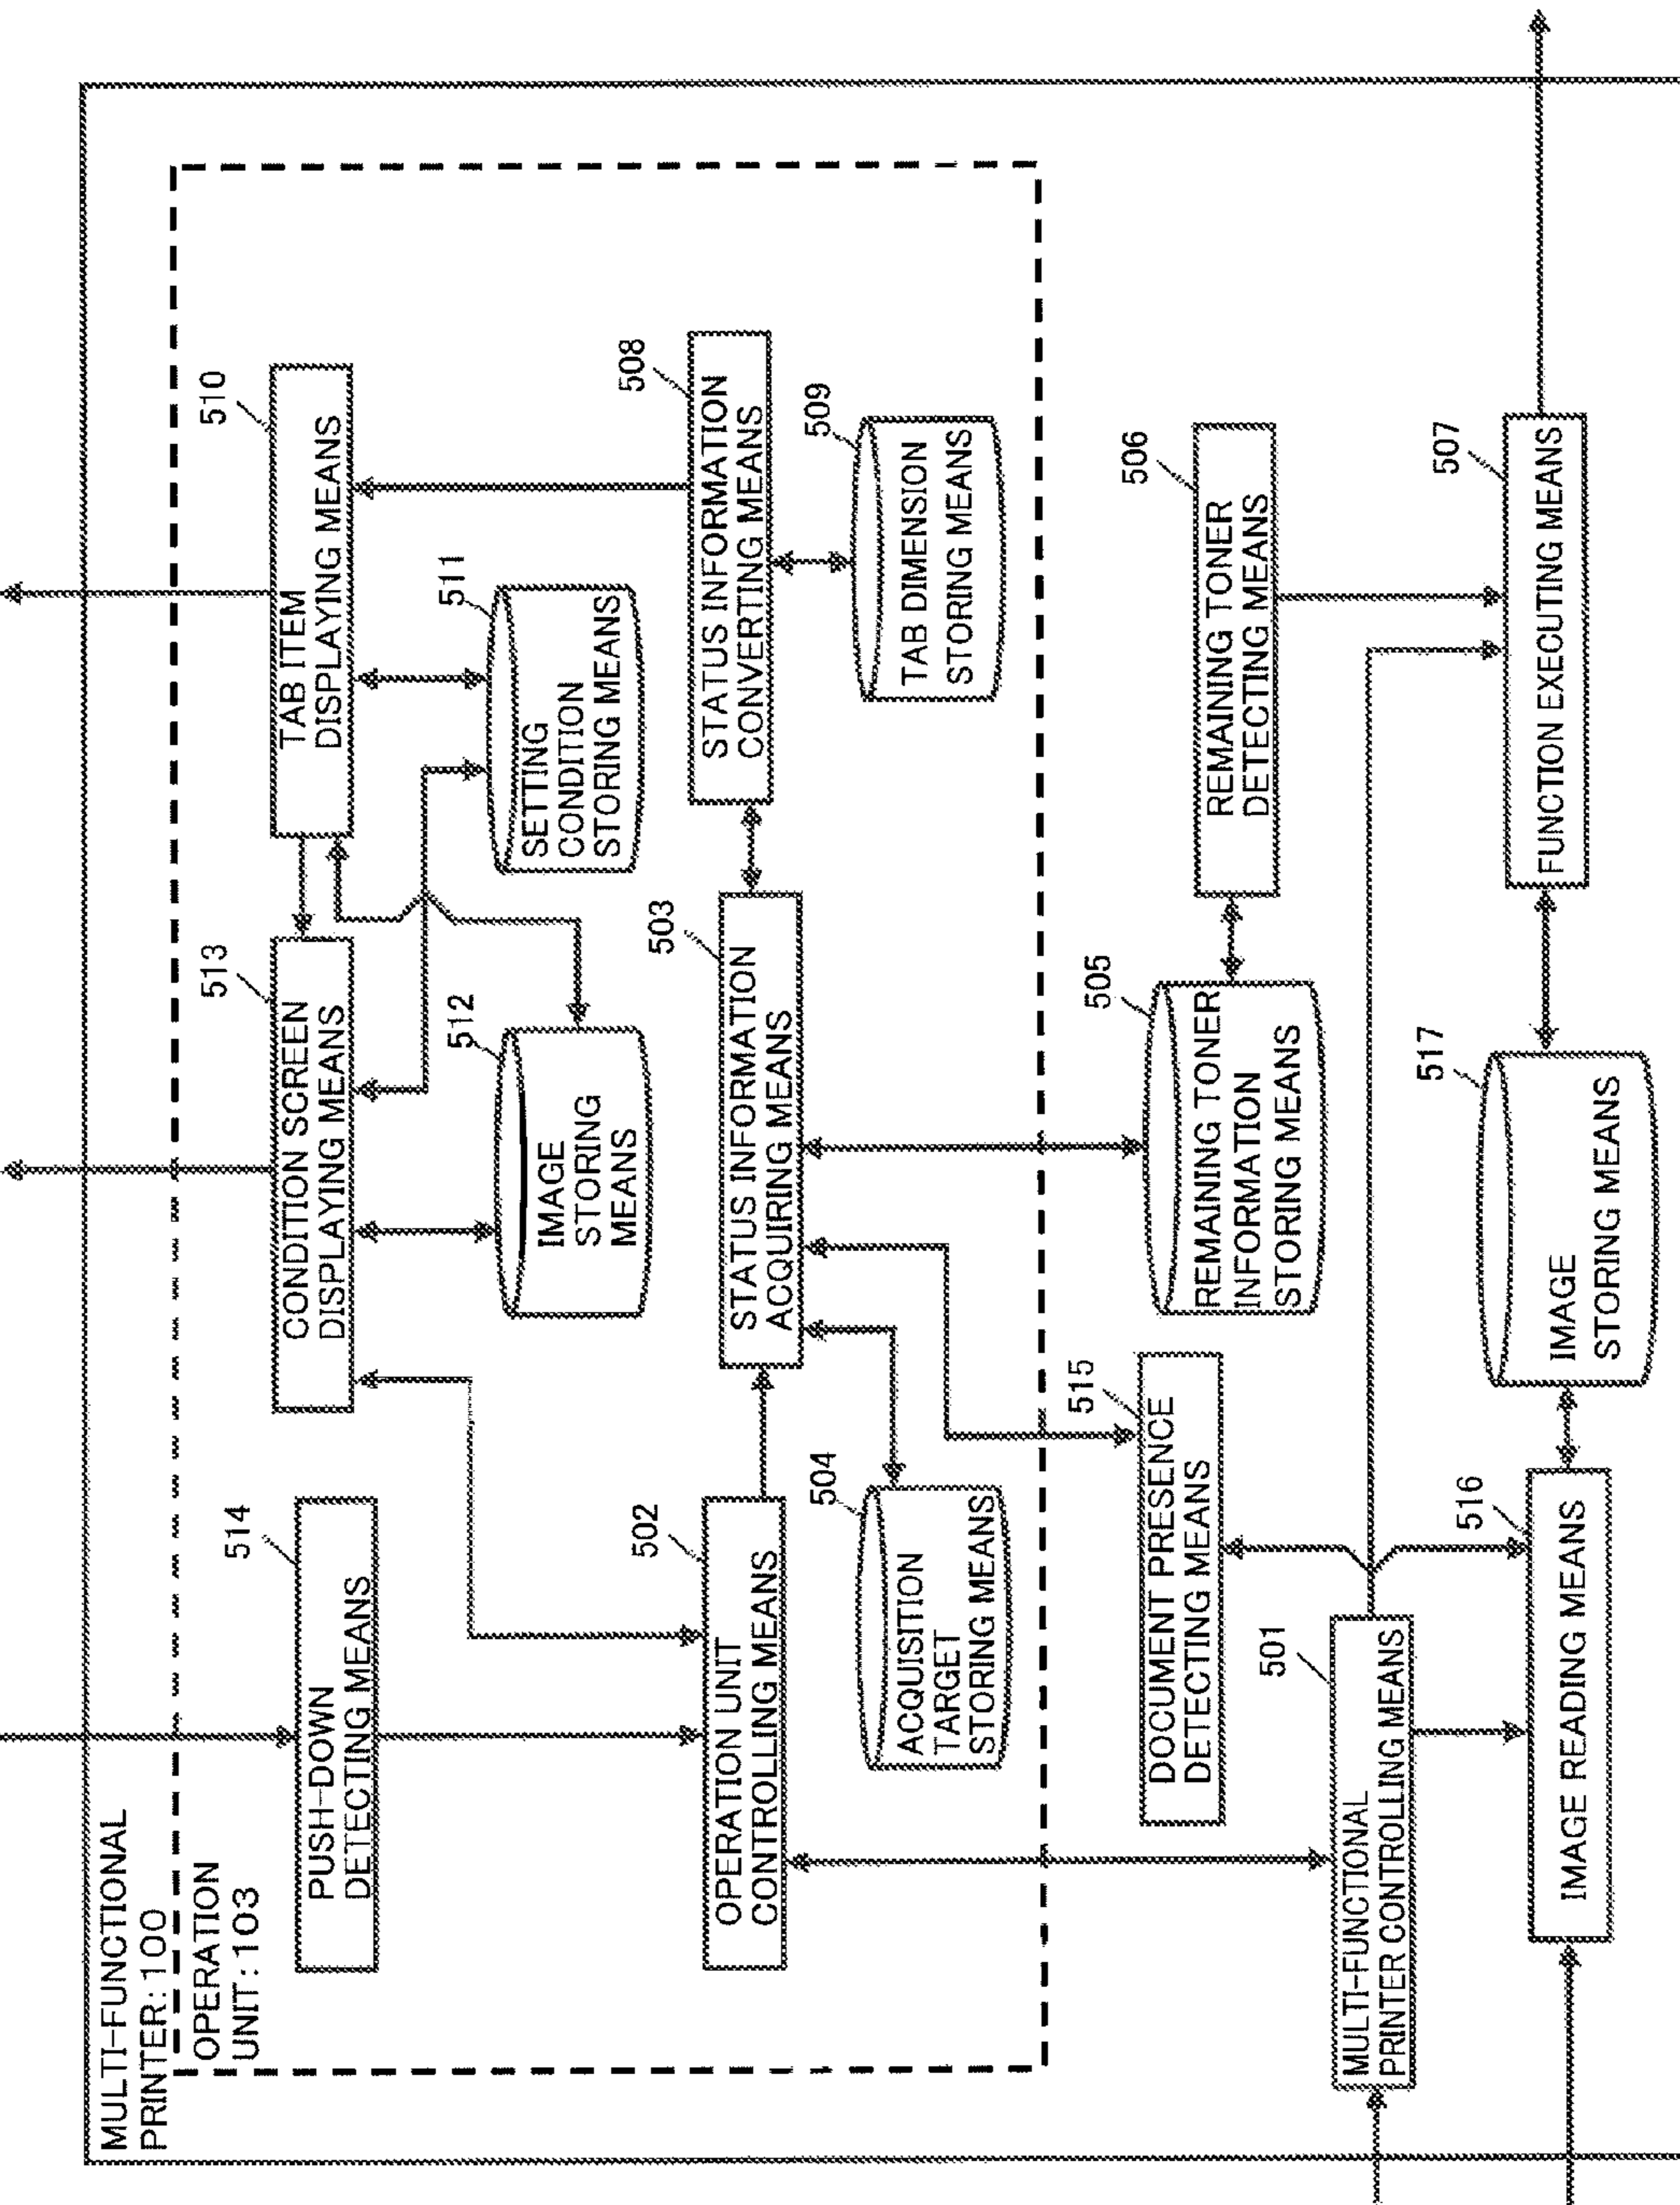 MULTI-FUNCTIONAL
PRINTER:100
OPERATION
UNIT:103
514
PUSH-DOWN
DETECTING MEANS
513
CONDITION SCREEN
DISPLAYING MEANS
510
TAB ITEM
DISPLAYING MEANS
512
IMAGE
STORING
MEANS
511
SETTING
CONDITION
STORING MEANS
502
OPERATION UNIT
CONTROLLING MEANS
503
STATUS INFORMATION
ACQUIRING MEANS
508
STATUS INFORMATION
CONVERTING MEANS
504
ACQUISITION
TARGET
STORING MEANS
509
TAB DIMENSION
STORING MEANS
515
DOCUMENT PRESENCE
DETECTING MEANS
505
REMAINING TONER
INFORMATION
STORING MEANS
506
REMAINING TONER
DETECTING MEANS
501
MULTI-FUNCTIONAL
PRINTER CONTROLLING MEANS
516
IMAGE READING MEANS
517
IMAGE
STORING MEANS
507
FUNCTION EXECUTING MEANS